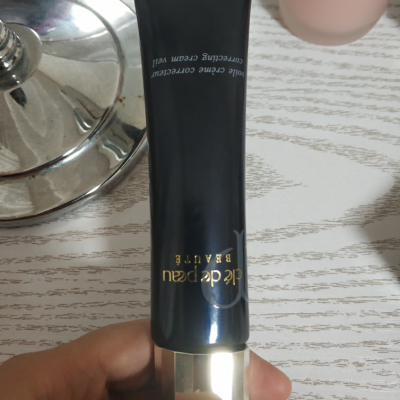 clé de peau
BEAUTÉ
voile crème correcteur
correcting cream veil